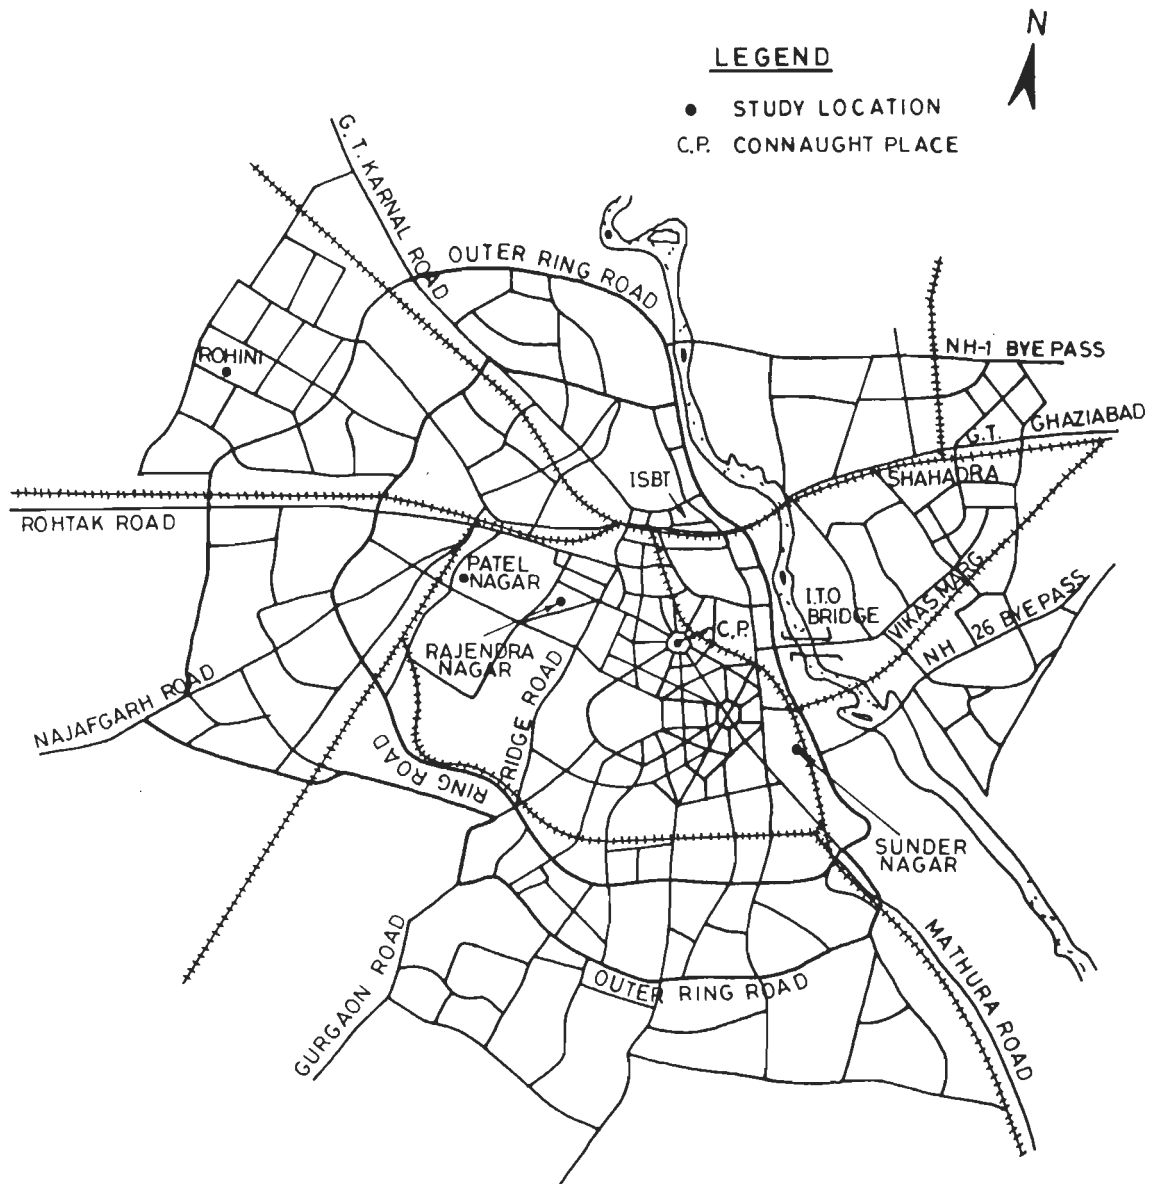 N
LEGEND
STUDY LOCATION
C.P. CONNAUGHT PLACE
G.T. KARNAL ROAD
OUTER RING ROAD
NH-1 BYE PASS
ROHINI
GHAZIABAD
G.T.
SHAHADRA
ISBT
ROHTAK ROAD
PATEL
NAGAR
I.T.O
BRIDGE
VIKAS MARG
NH 26 BYE PASS
C.P.
RAJENDRA
NAGAR
RIDGE ROAD
NAJAFGARH ROAD
RING ROAD
SUNDER
NAGAR
GURGAON ROAD
OUTER RING ROAD
MATHURA ROAD